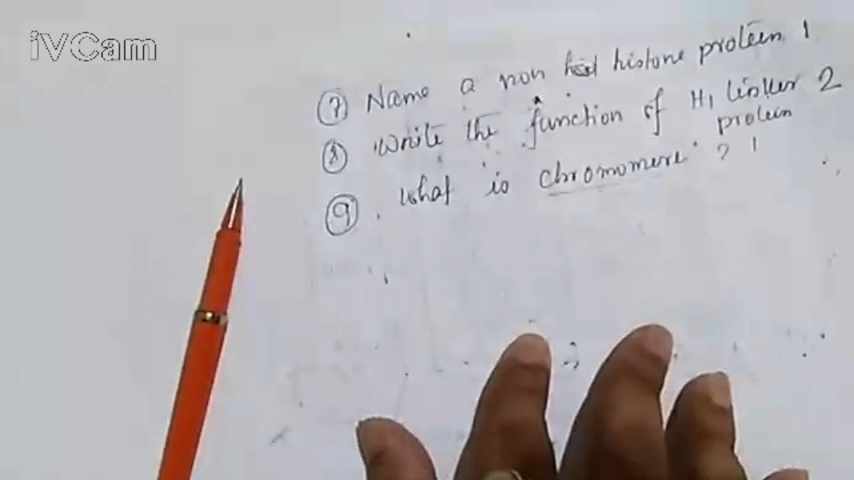 iVCam
7 Name a non histone protein 1
8 Write the function of H1 linker protein 2
9 . What is chromomere ? 1